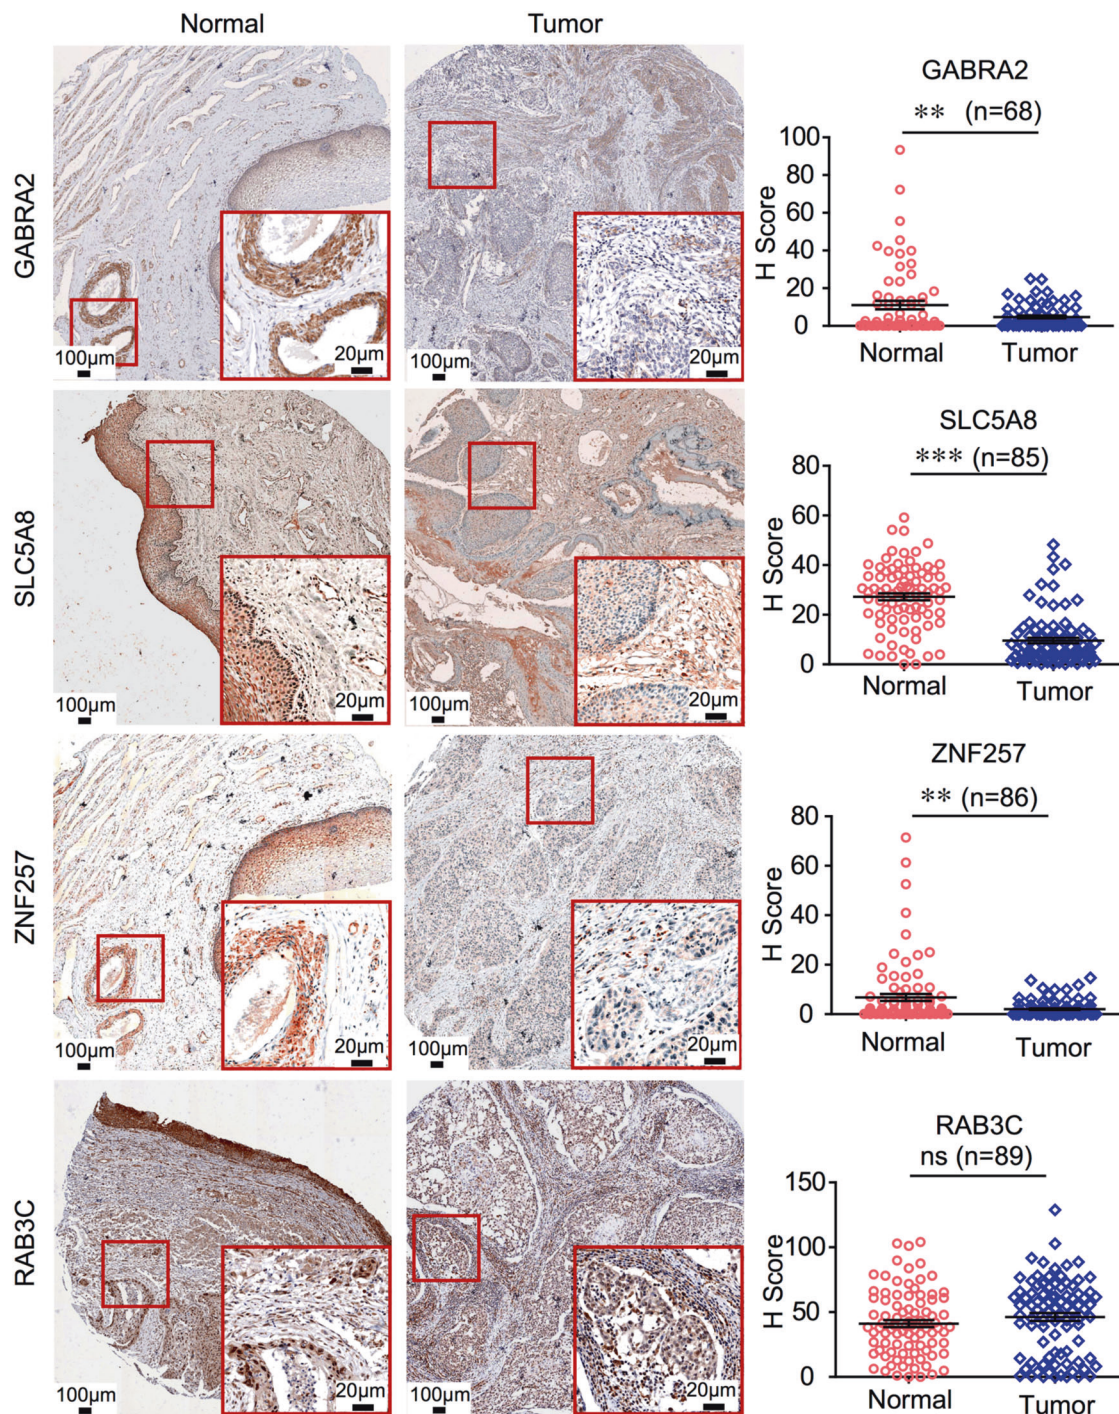 Normal
Tumor
GABRA2
100µm
20µm
100µm
20µm
GABRA2
** (n=68)
H Score
100
80
60
40
20
0
Normal
Tumor
SLC5A8
100µm
20µm
100µm
20µm
SLC5A8
*** (n=85)
H Score
80
60
40
20
0
Normal
Tumor
ZNF257
100µm
20µm
100µm
20µm
ZNF257
** (n=86)
H Score
80
60
40
20
0
Normal
Tumor
RAB3C
100µm
20µm
100µm
20µm
RAB3C
ns (n=89)
H Score
150
100
50
0
Normal
Tumor